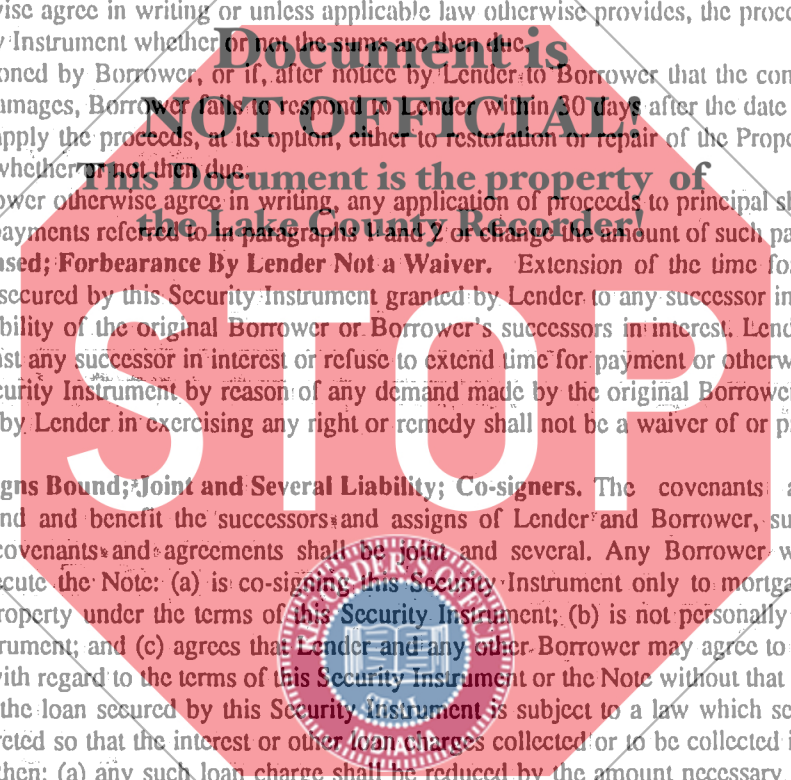 vise agree in writing or unless applicable law otherwise provides, the proce
y Instrument whether or not the sums are then due.
Document is
oned by Borrower, or if, after notice by Lender to Borrower that the con
amages, Borrower fails to respond to Lender within 30 days after the date
NOT OFFICIAL!
apply the proceeds, at its option, either to restoration or repair of the Prope
whether or not then due.
This Document is the property of
ower otherwise agree in writing, any application of proceeds to principal sh
the Lake County Recorder!
payments referred to in paragraphs 1 and 2 or change the amount of such pa
ased; Forbearance By Lender Not a Waiver. Extension of the time fo
secured by this Security Instrument granted by Lender to any successor in
bility of the original Borrower or Borrower's successors in interest. Lend
nst any successor in interest or refuse to extend time for payment or otherw
curity Instrument by reason of any demand made by the original Borrowe
by Lender in exercising any right or remedy shall not be a waiver of or p
STOP
gns Bound; Joint and Several Liability; Co-signers. The covenants a
nd and benefit the successors and assigns of Lender and Borrower, su
covenants and agreements shall be joint and several. Any Borrower w
cute the Note: (a) is co-signing this Security Instrument only to mortga
roperty under the terms of this Security Instrument; (b) is not personally
rument; and (c) agrees that Lender and any other Borrower may agree to
with regard to the terms of this Security Instrument or the Note without that
the loan secured by this Security Instrument is subject to a law which se
reted so that the interest or other loan charges collected or to be collected i
then: (a) any such loan charge shall be reduced by the amount necessary
RECORDER'S OFFICE
INDIANA